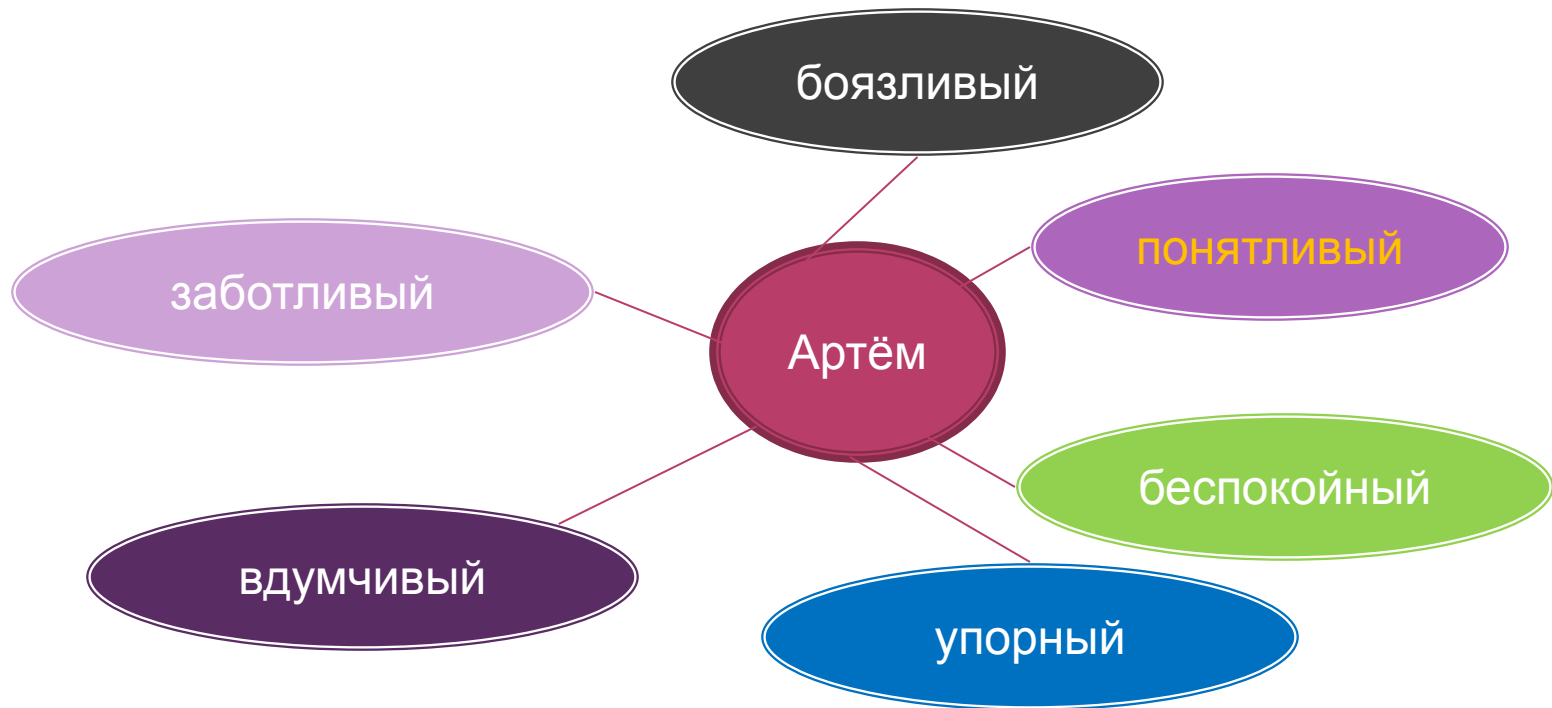 боязливый
понятливый
заботливый
Артём
беспокойный
вдумчивый
упорный